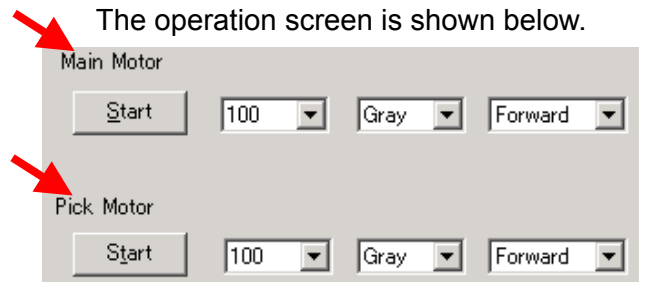 The operation screen is shown below.
Main Motor
Start 100 Gray Forward
Pick Motor
Start 100 Gray Forward